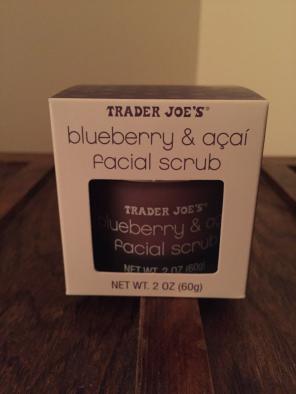 TRADER JOE'S®
blueberry & açaí
facial scrub
TRADER JOE'S®
blueberry &
facial scrub
NET WT. 2 OZ (60g)
NET WT. 2 OZ (60g)